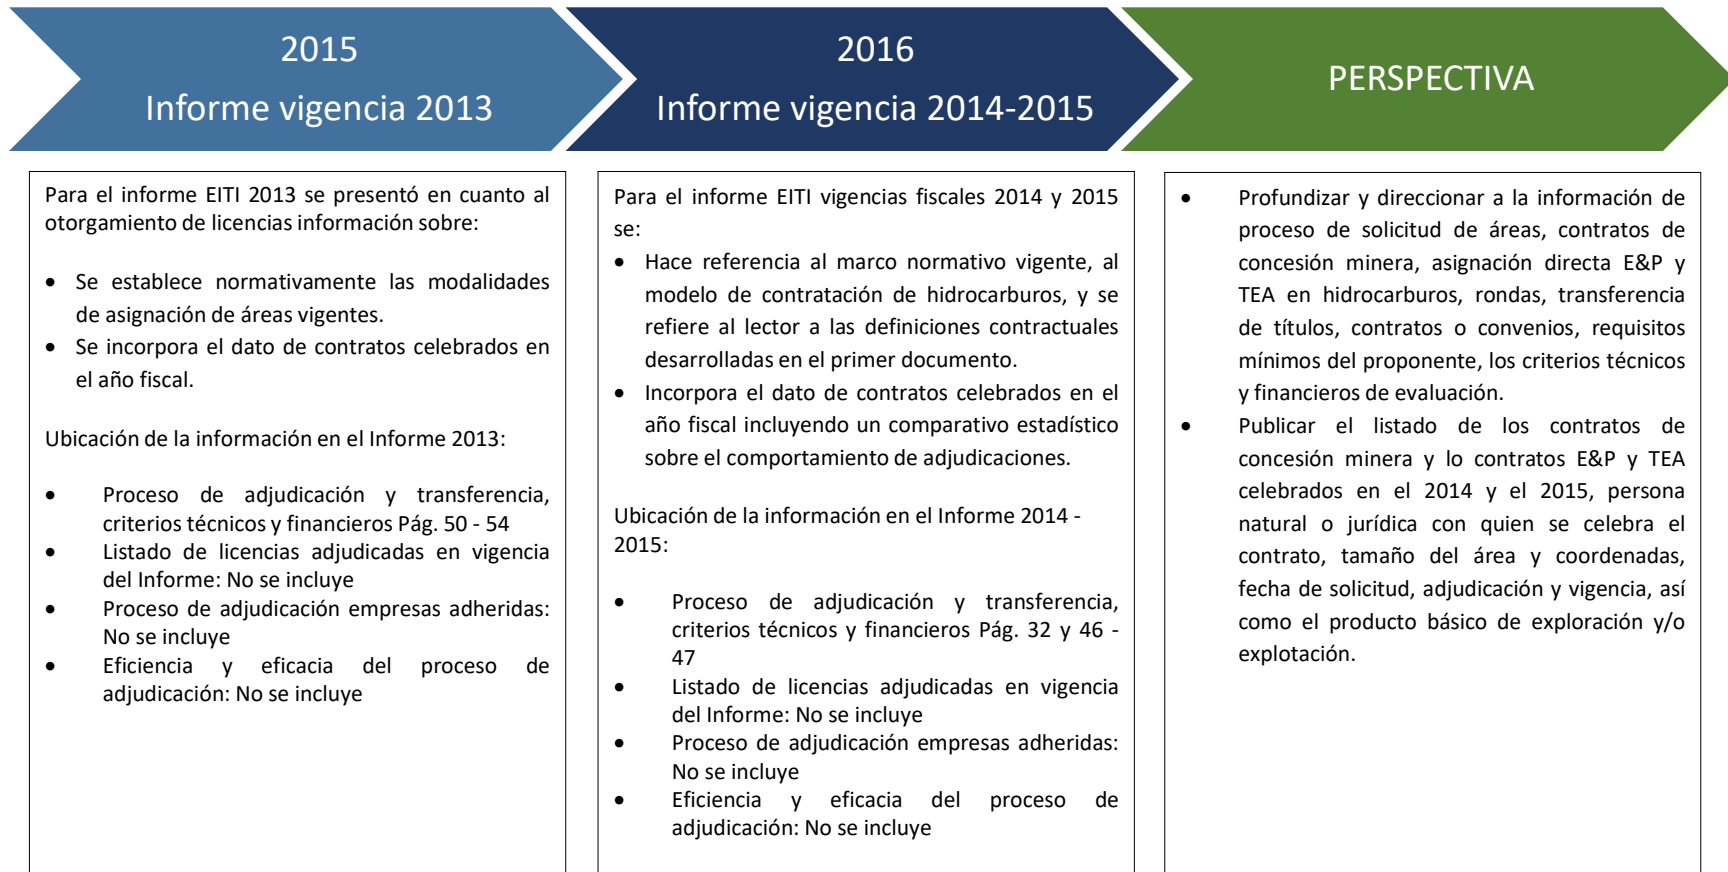 2015
Informe vigencia 2013
2016
Informe vigencia 2014-2015
PERSPECTIVA
Para el informe EITI 2013 se presentó en cuanto al
otorgamiento de licencias información sobre:
• Se establece normativamente las modalidades
de asignación de áreas vigentes.
• Se incorpora el dato de contratos celebrados en
el año fiscal.
Ubicación de la información en el Informe 2013:
• Proceso de adjudicación y transferencia,
criterios técnicos y financieros Pág. 50 - 54
• Listado de licencias adjudicadas en vigencia
del Informe: No se incluye
• Proceso de adjudicación empresas adheridas:
No se incluye
• Eficiencia y eficacia del proceso de
adjudicación: No se incluye
Para el informe EITI vigencias fiscales 2014 y 2015
se:
• Hace referencia al marco normativo vigente, al
modelo de contratación de hidrocarburos, y se
refiere al lector a las definiciones contractuales
desarrolladas en el primer documento.
• Incorpora el dato de contratos celebrados en el
año fiscal incluyendo un comparativo estadístico
sobre el comportamiento de adjudicaciones.
Ubicación de la información en el Informe 2014 -
2015:
• Proceso de adjudicación y transferencia,
criterios técnicos y financieros Pág. 32 y 46 -
47
• Listado de licencias adjudicadas en vigencia
del Informe: No se incluye
• Proceso de adjudicación empresas adheridas:
No se incluye
• Eficiencia y eficacia del proceso de
adjudicación: No se incluye
• Profundizar y direccionar a la información de
proceso de solicitud de áreas, contratos de
concesión minera, asignación directa E&P y
TEA en hidrocarburos, rondas, transferencia
de títulos, contratos o convenios, requisitos
mínimos del proponente, los criterios técnicos
y financieros de evaluación.
• Publicar el listado de los contratos de
concesión minera y lo contratos E&P y TEA
celebrados en el 2014 y el 2015, persona
natural o jurídica con quien se celebra el
contrato, tamaño del área y coordenadas,
fecha de solicitud, adjudicación y vigencia, así
como el producto básico de exploración y/o
explotación.